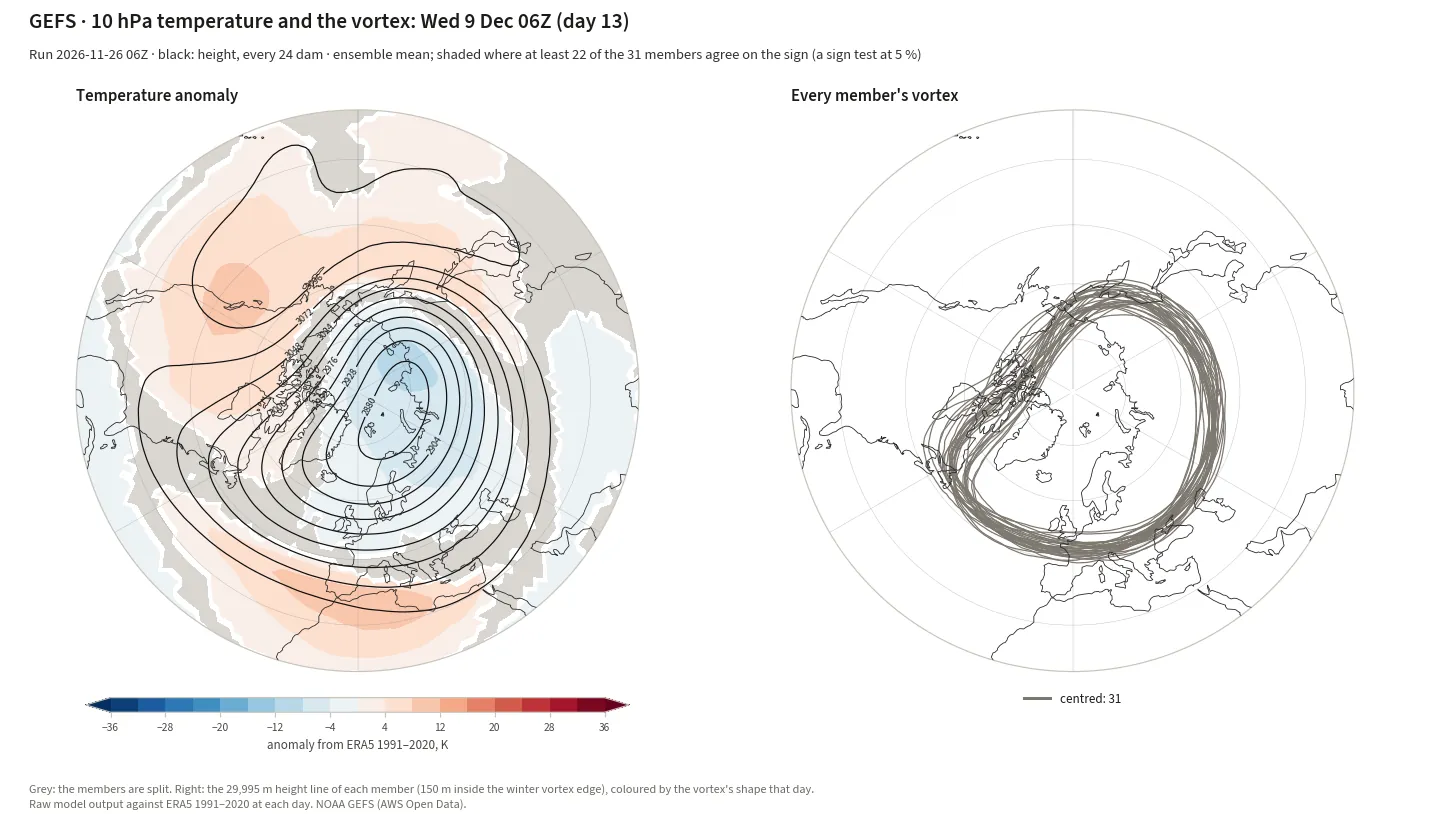 GEFS · 10 hPa temperature and the vortex: Wed 9 Dec 06Z (day 13)
Run 2026-11-26 06Z · black: height, every 24 dam · ensemble mean; shaded where at least 22 of the 31 members agree on the sign (a sign test at 5 %)
Temperature anomaly
Every member's vortex
3072
3024
2976
2928
2880
2904
centred: 31
−36 −28 −20 −12 −4 4 12 20 28 36
anomaly from ERA5 1991–2020, K
Grey: the members are split. Right: the 29,995 m height line of each member (150 m inside the winter vortex edge), coloured by the vortex's shape that day.
Raw model output against ERA5 1991–2020 at each day. NOAA GEFS (AWS Open Data).